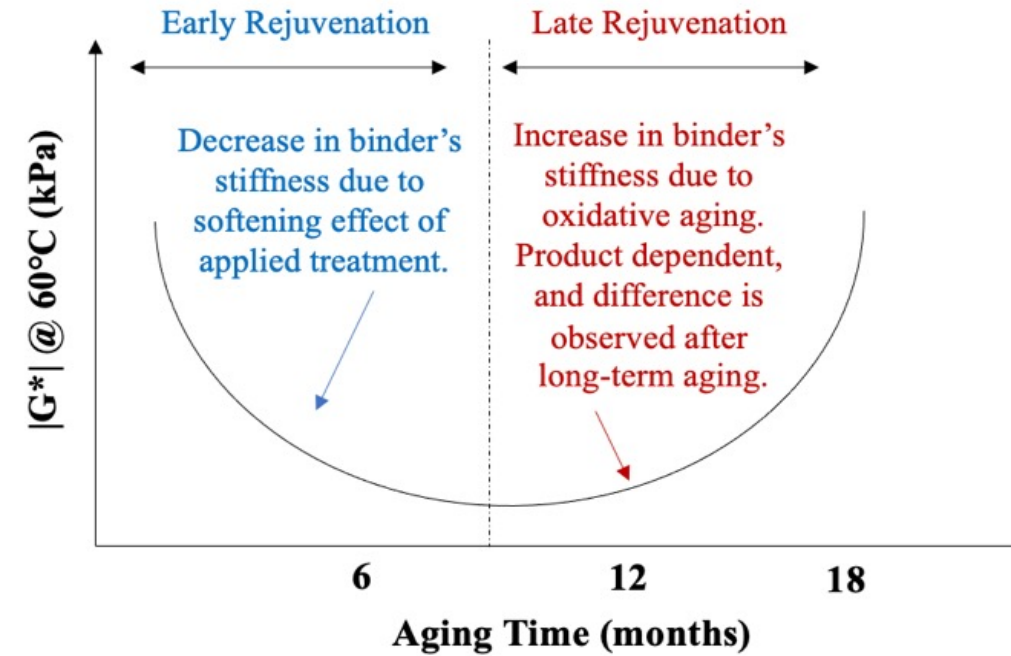 Early Rejuvenation
Late Rejuvenation
Decrease in binder’s
stiffness due to
softening effect of
applied treatment.
Increase in binder’s
stiffness due to
oxidative aging.
Product dependent,
and difference is
observed after
long-term aging.
|G*| @ 60°C (kPa)
6
12
18
Aging Time (months)